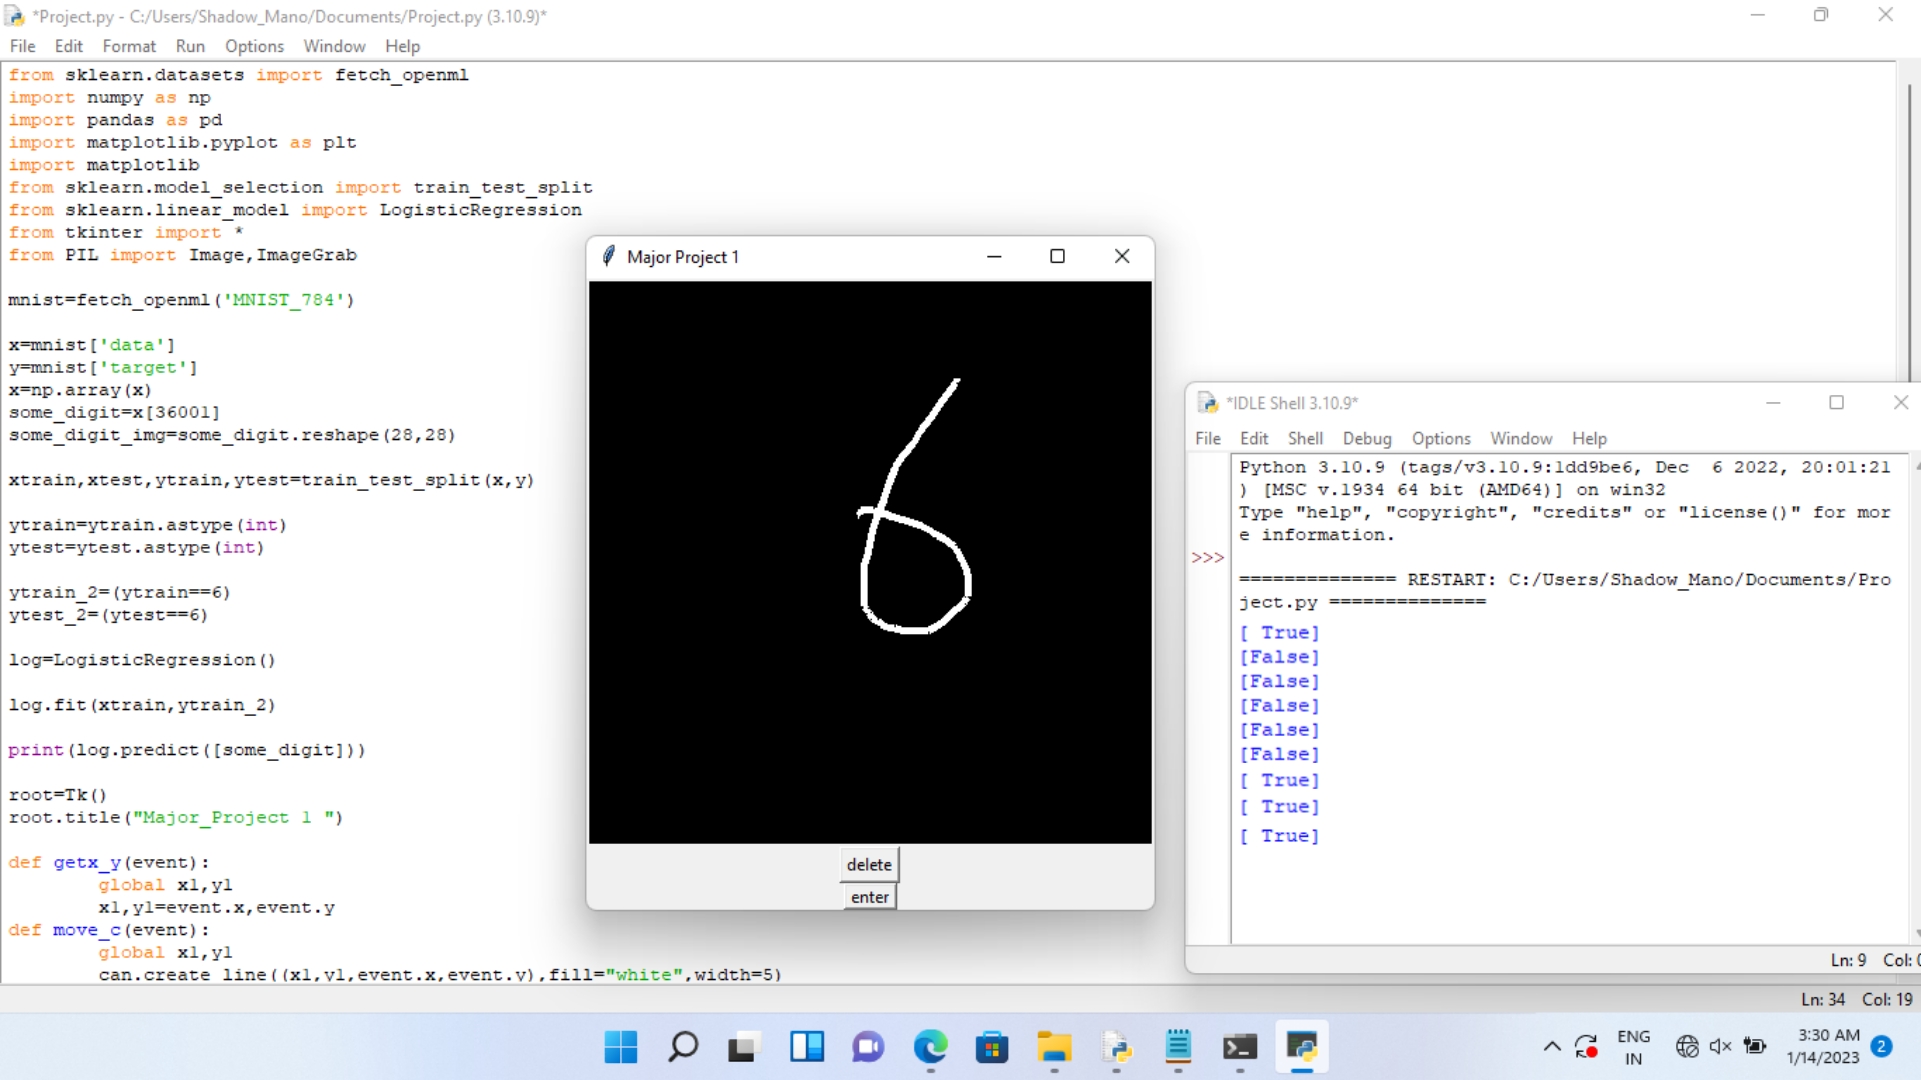 *Project.py - C:/Users/Shadow_Mano/Documents/Project.py (3.10.9)*
File Edit Format Run Options Window Help
from sklearn.datasets import fetch_openml
import numpy as np
import pandas as pd
import matplotlib.pyplot as plt
import matplotlib
from sklearn.model_selection import train_test_split
from sklearn.linear_model import LogisticRegression
from tkinter import *
from PIL import Image,ImageGrab
mnist=fetch_openml('MNIST_784')
x=mnist['data']
y=mnist['target']
x=np.array(x)
some_digit=x[36001]
some_digit_img=some_digit.reshape(28,28)
xtrain,xtest,ytrain,ytest=train_test_split(x,y)
ytrain=ytrain.astype(int)
ytest=ytest.astype(int)
ytrain_2=(ytrain==6)
ytest_2=(ytest==6)
log=LogisticRegression()
log.fit(xtrain,ytrain_2)
print(log.predict([some_digit]))
root=Tk()
root.title("Major_Project 1 ")
def getx_y(event):
global x1,y1
x1,y1=event.x,event.y
def move_c(event):
global x1,y1
can.create_line((x1,y1,event.x,event.y),fill="white",width=5)
Major Project 1
6
delete
enter
*IDLE Shell 3.10.9*
File Edit Shell Debug Options Window Help
Python 3.10.9 (tags/v3.10.9:1dd9be6, Dec 6 2022, 20:01:21
) [MSC v.1934 64 bit (AMD64)] on win32
Type "help", "copyright", "credits" or "license()" for mor
e information.
>>>
============== RESTART: C:/Users/Shadow_Mano/Documents/Pro
ject.py ==============
[ True]
[False]
[False]
[False]
[False]
[False]
[ True]
[ True]
[ True]
Ln: 9 Col: 0
Ln: 34 Col: 19
ENG
IN
3:30 AM
1/14/2023
2